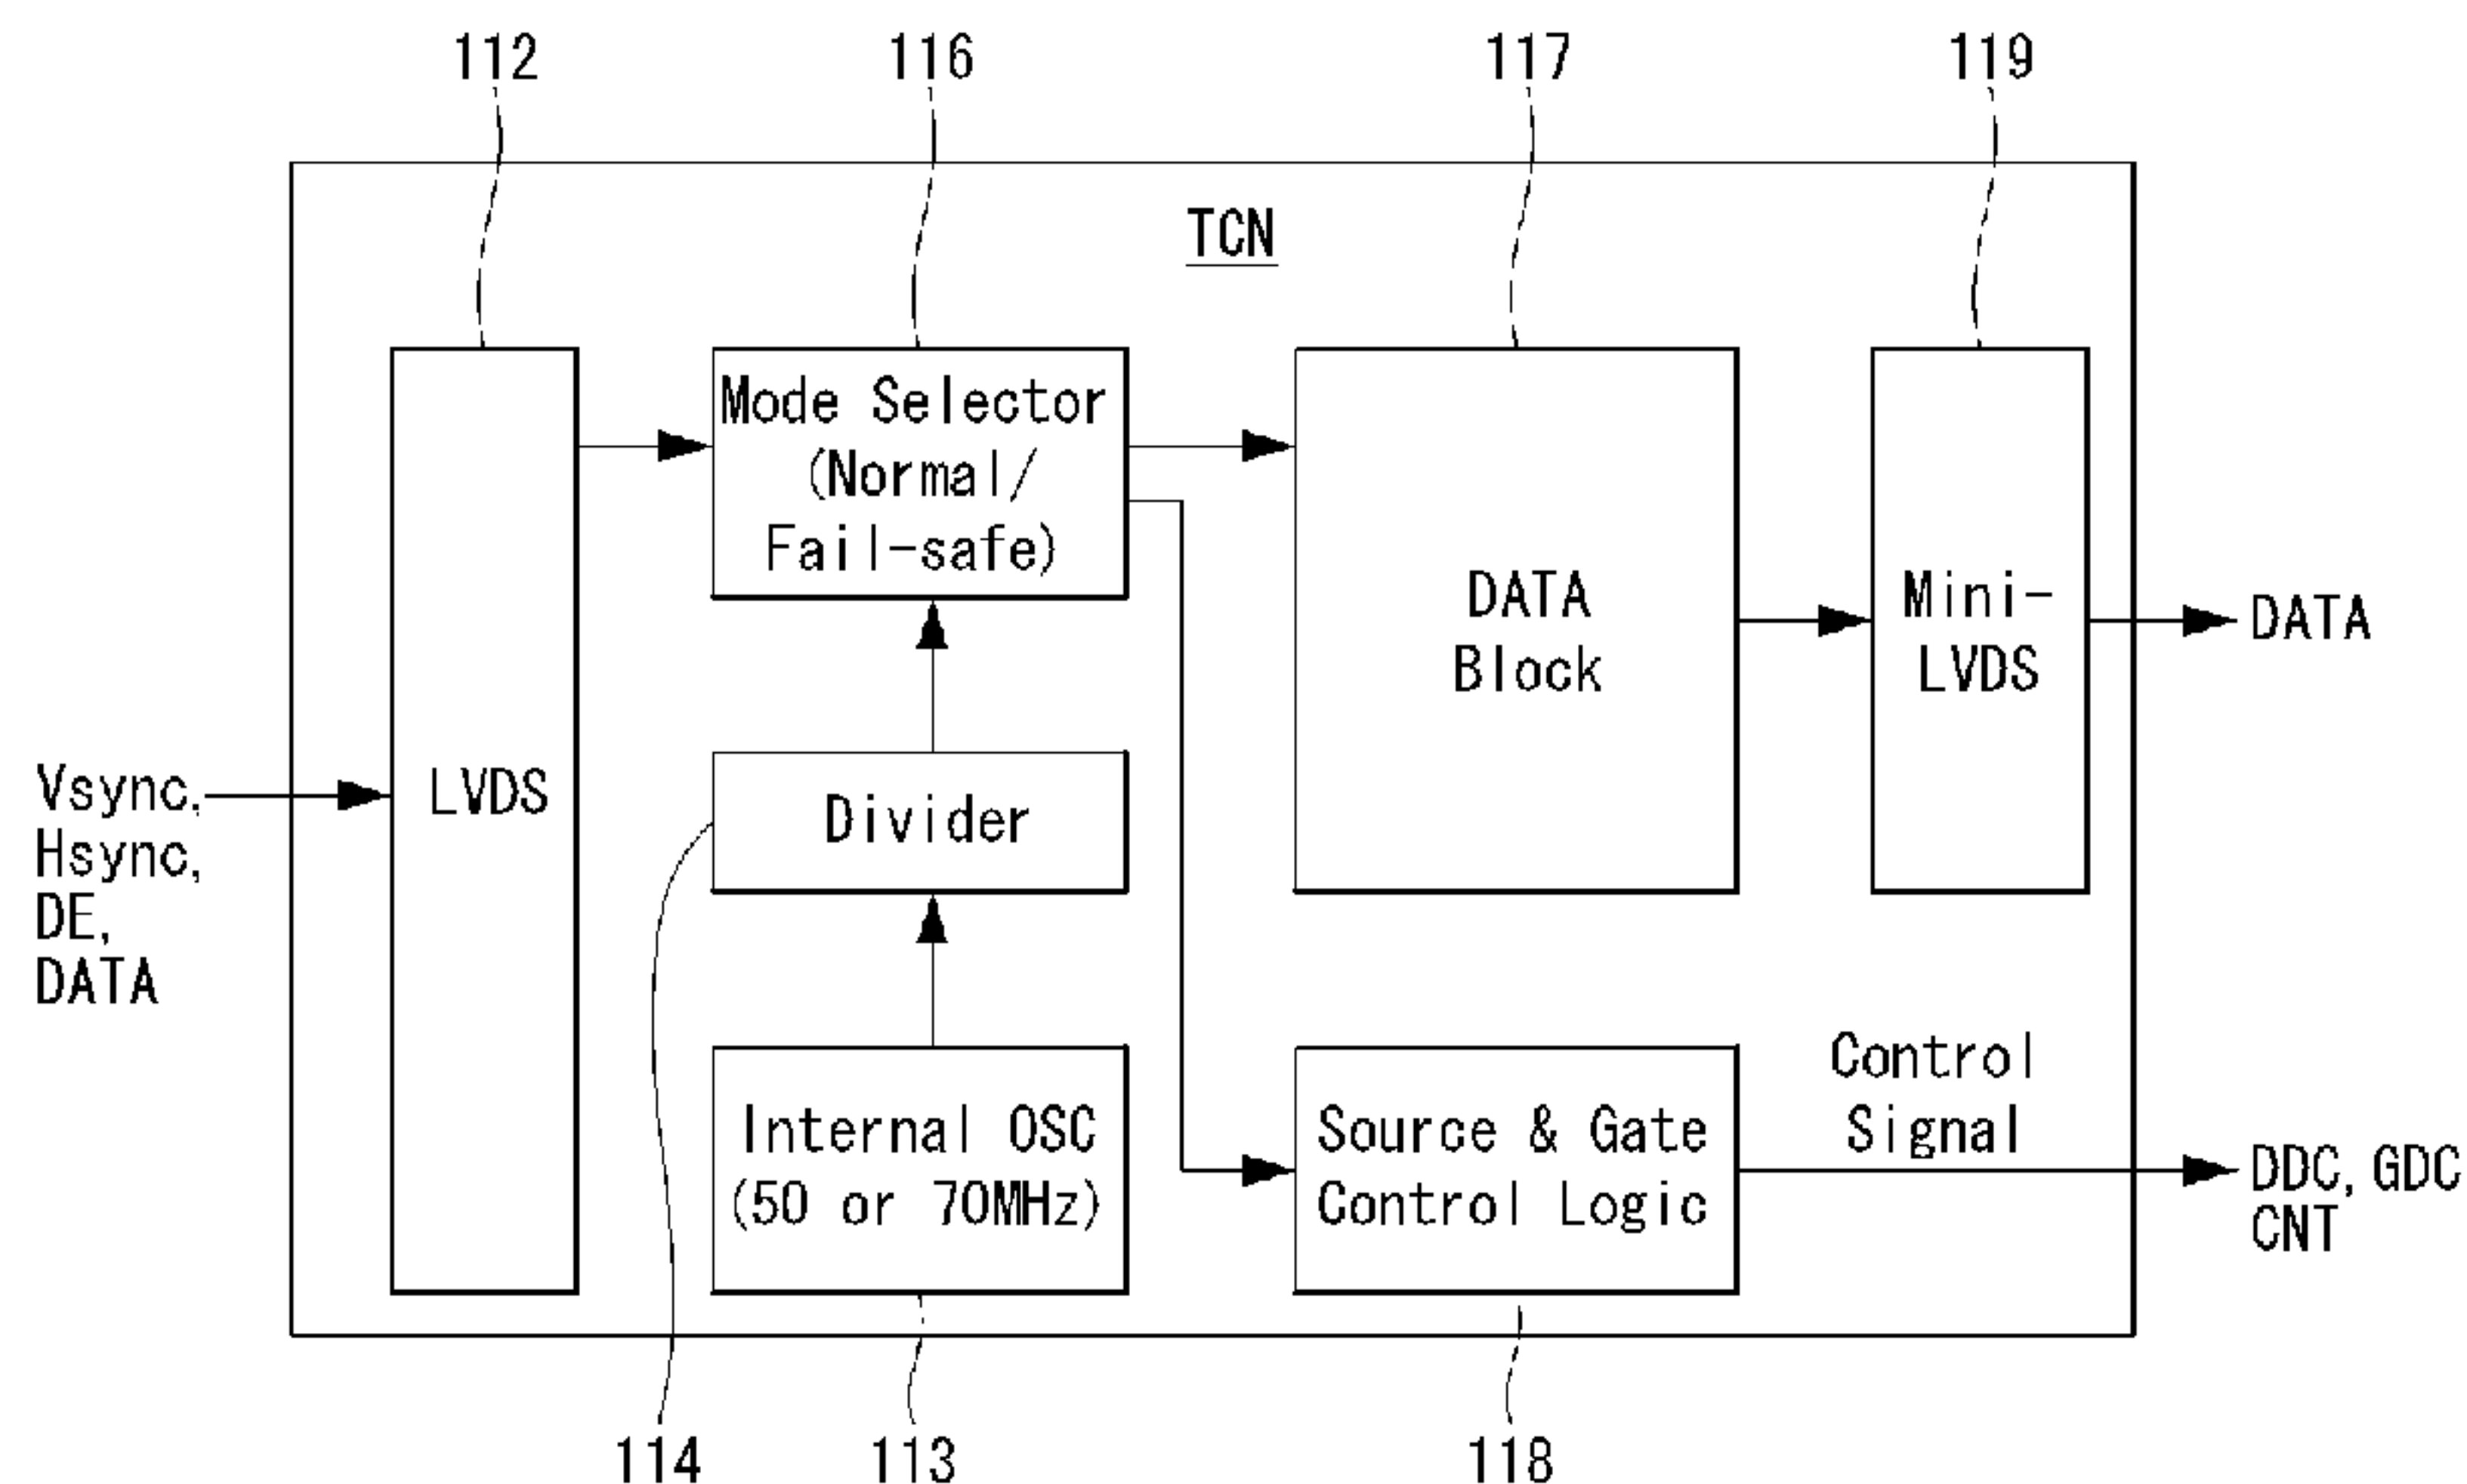 112
116
117
119
TCN
Mode Selector
(Normal/
Fail-safe)
DATA
Block
Mini-
LVDS
DATA
Vsync,
Hsync,
DE,
DATA
LVDS
Divider
Internal OSC
(50 or 70MHz)
Source & Gate
Control Logic
Control
Signal
DDC, GDC
CNT
114
113
118